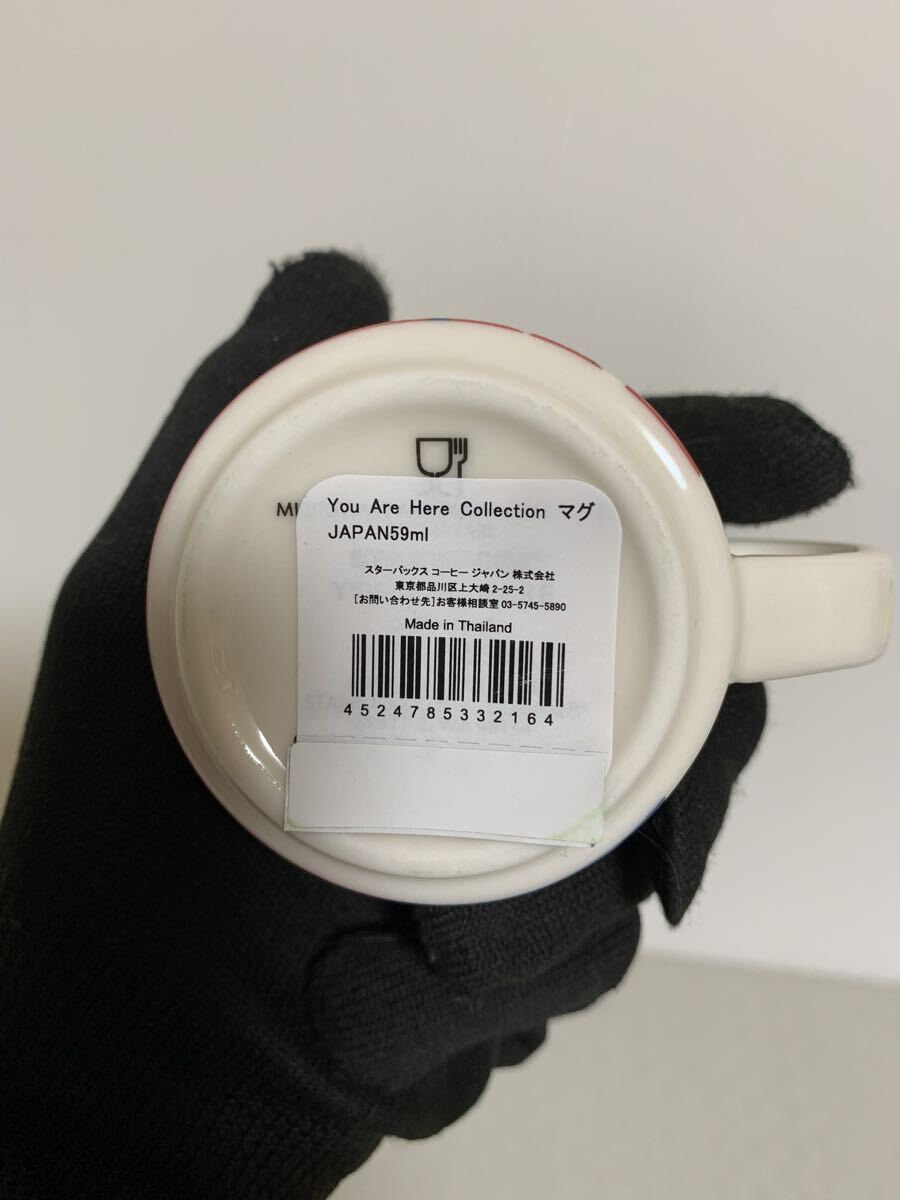 You Are Here Collection マグ
JAPAN59ml
スターバックス コーヒー ジャパン 株式会社
東京都品川区上大崎 2-25-2
[お問い合わせ先]お客様相談室 03-5745-5890
Made in Thailand
4524785332164